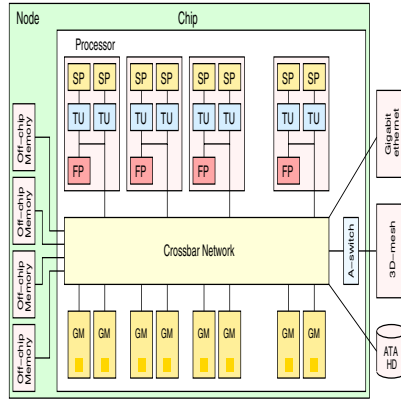 Node
Chip
Processor
SP SP SP SP SP SP SP SP
TU TU TU TU TU TU TU TU
FP FP FP FP
Off-chip
Memory
Off-chip
Memory
Off-chip
Memory
Off-chip
Memory
Crossbar Network
A-switch
Gigabit
ethernet
3D-mesh
ATA
HD
GM GM GM GM GM GM GM GM